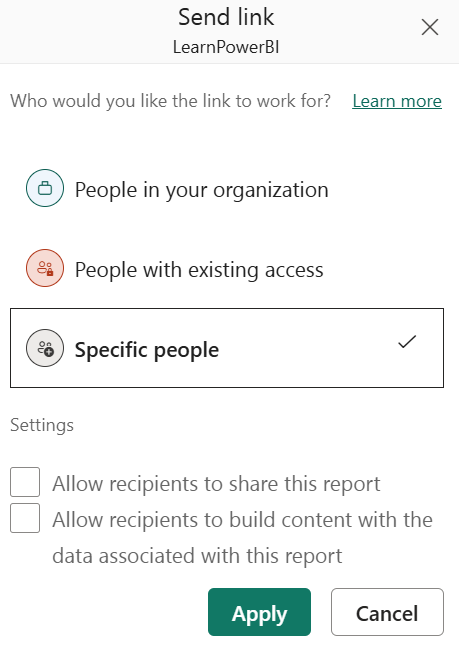 Send link
LearnPowerBI
Who would you like the link to work for? Learn more
People in your organization
People with existing access
Specific people
Settings
Allow recipients to share this report
Allow recipients to build content with the
data associated with this report
Apply Cancel